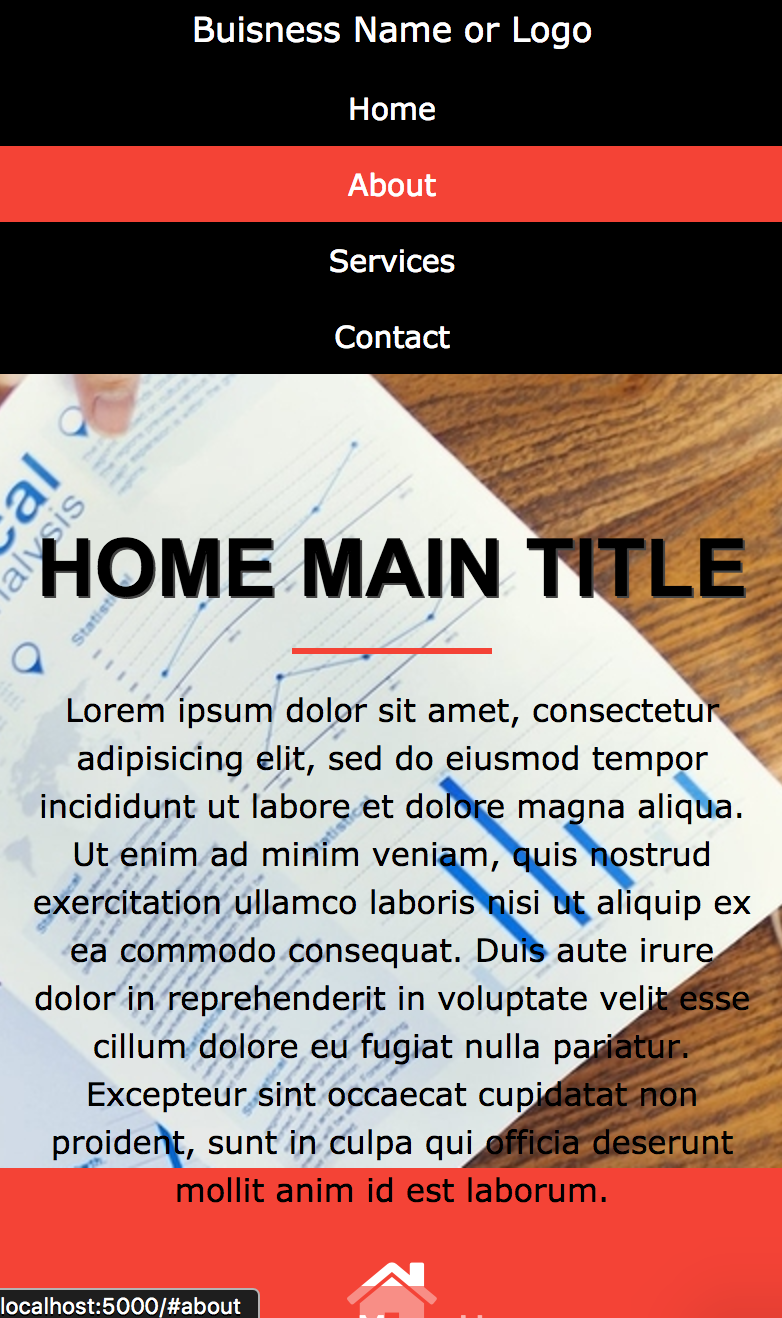 Buisness Name or Logo
Home
About
Services
Contact
cal
nalysis
Statistical
HOME MAIN TITLE
Lorem ipsum dolor sit amet, consectetur
adipisicing elit, sed do eiusmod tempor
incididunt ut labore et dolore magna aliqua.
Ut enim ad minim veniam, quis nostrud
exercitation ullamco laboris nisi ut aliquip ex
ea commodo consequat. Duis aute irure
dolor in reprehenderit in voluptate velit esse
cillum dolore eu fugiat nulla pariatur.
Excepteur sint occaecat cupidatat non
proident, sunt in culpa qui officia deserunt
mollit anim id est laborum.
localhost:5000/#about